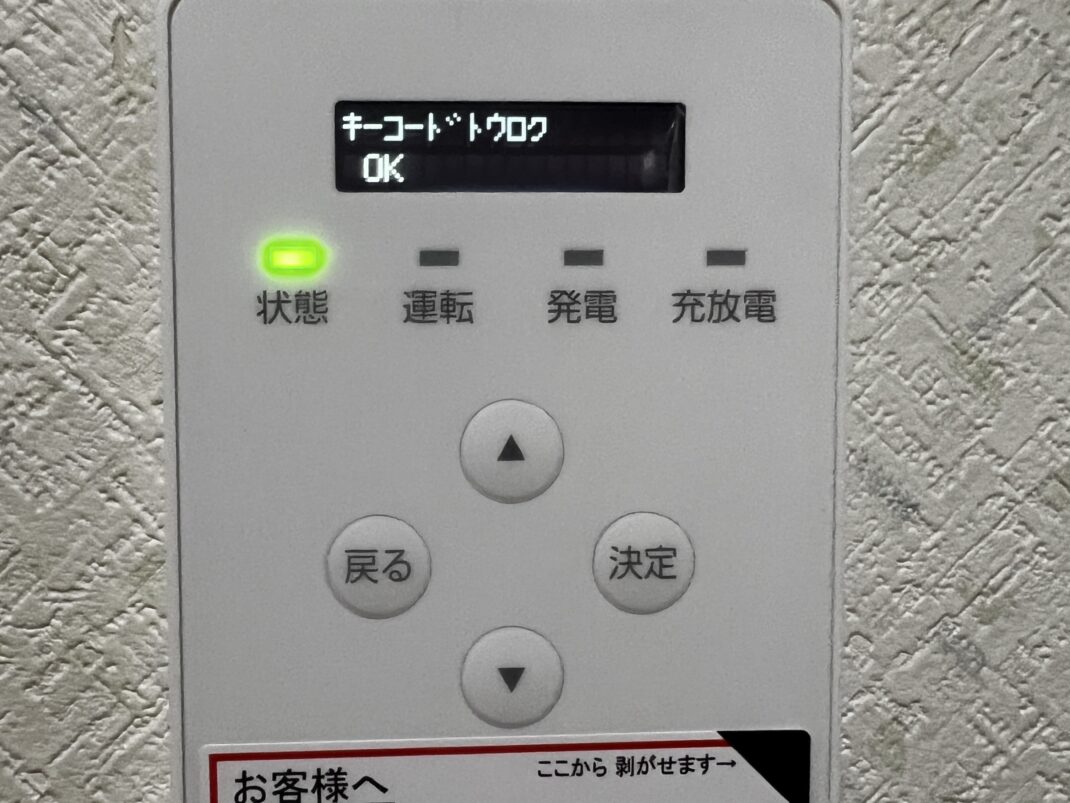 キーコードトウロク
OK
状態 運転 発電 充放電
▲
戻る 決定
▼
ここから 剥がせます→
お客様へ